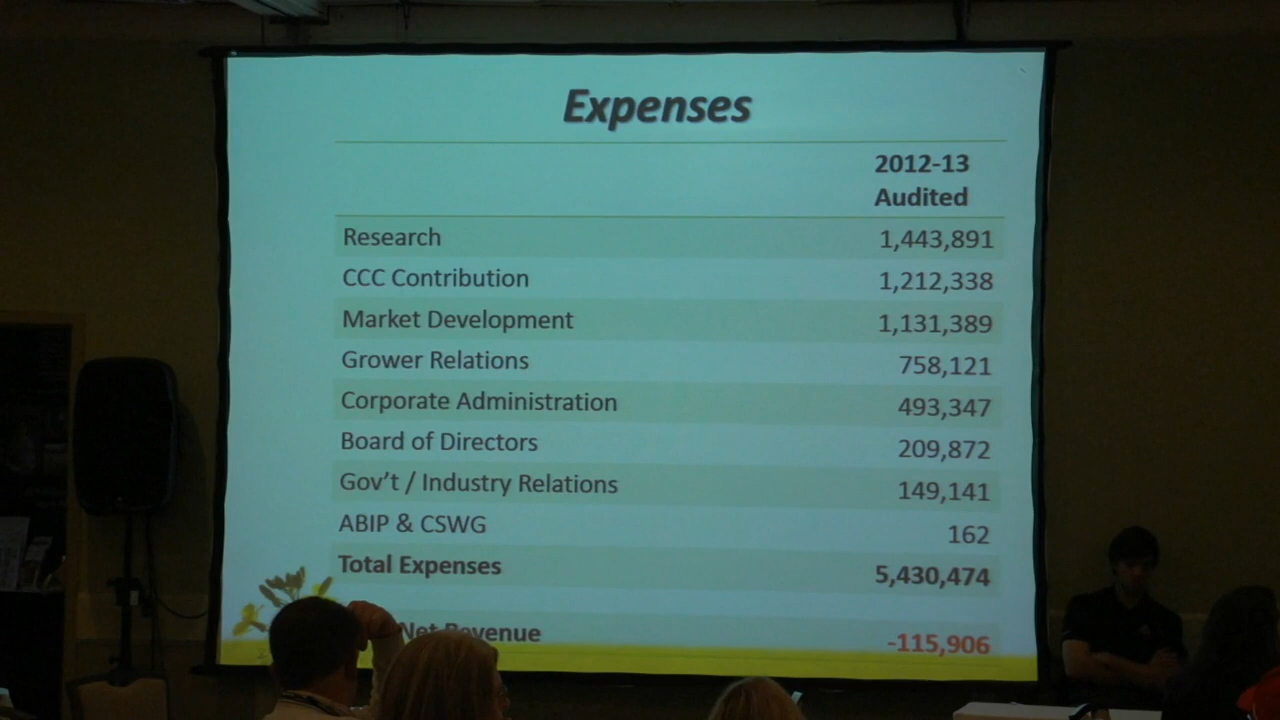 Expenses
2012-13
Audited
Research 1,443,891
CCC Contribution 1,212,338
Market Development 1,131,389
Grower Relations 758,121
Corporate Administration 493,347
Board of Directors 209,872
Gov't / Industry Relations 149,141
ABIP & CSWG 162
Total Expenses 5,430,474
Net Revenue -115,906